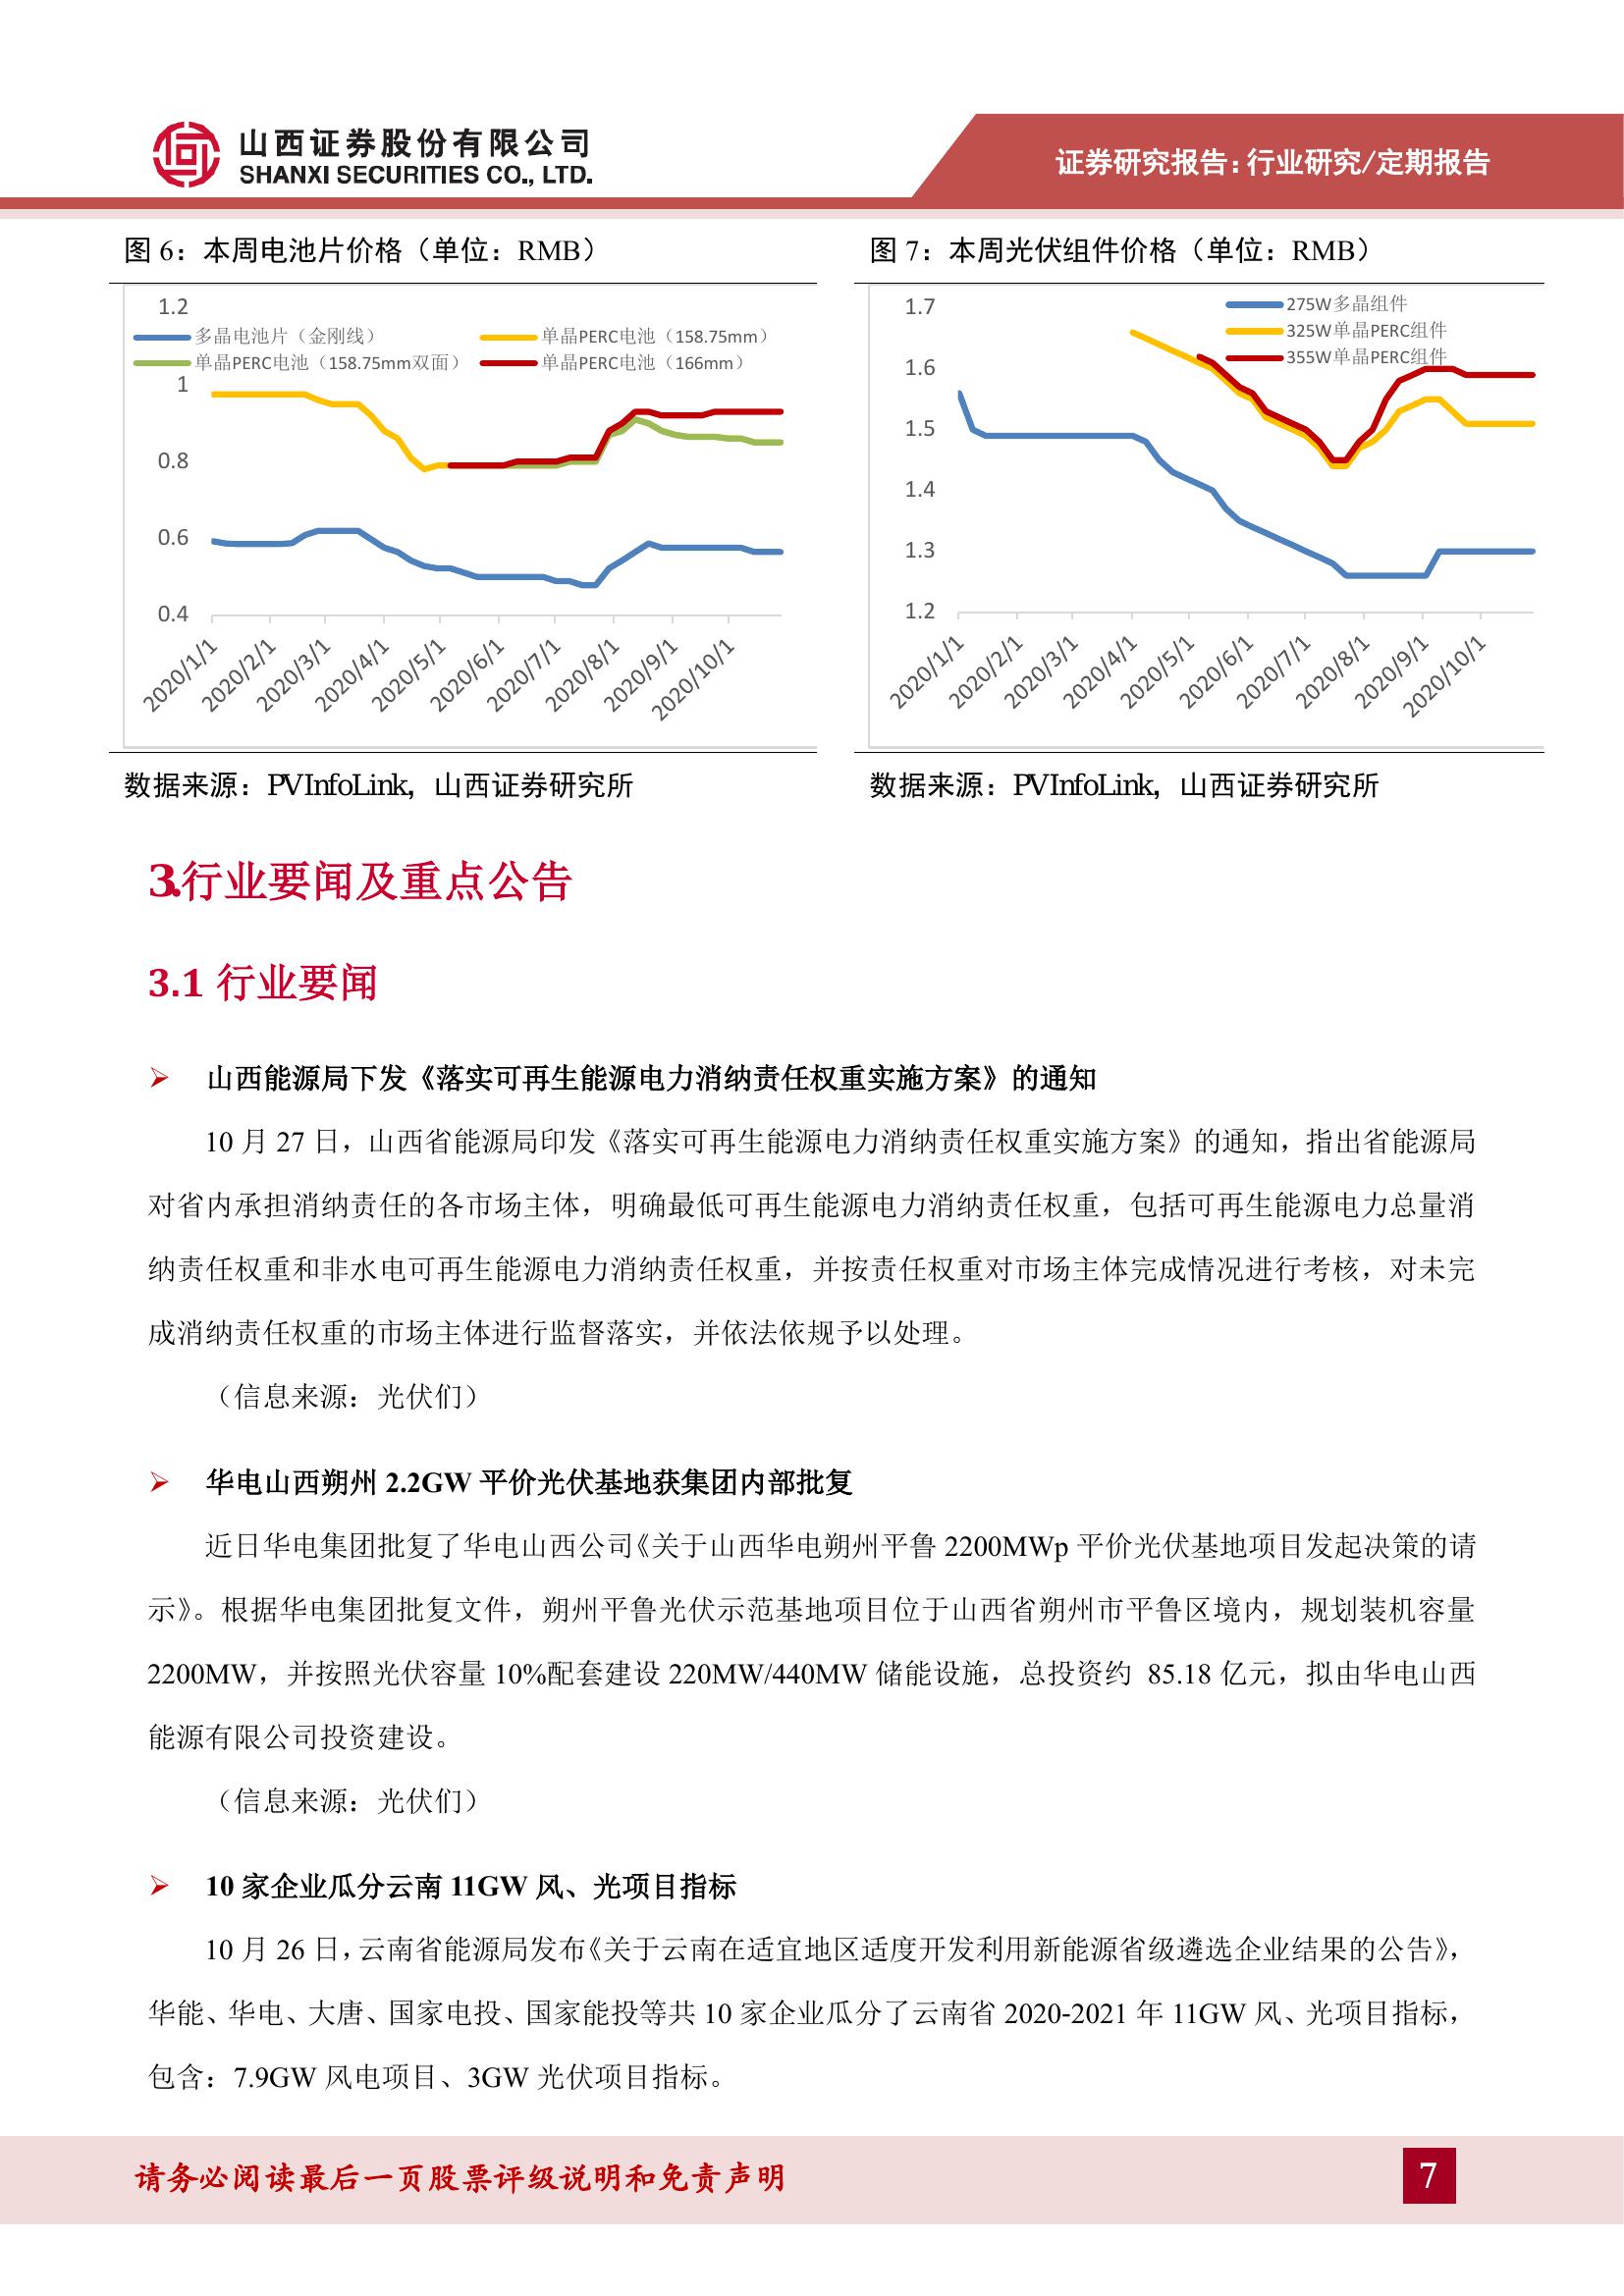 山西证券股份有限公司
SHANXI SECURITIES CO., LTD.
证券研究报告:行业研究/定期报告
图 6：本周电池片价格（单位：RMB）
1.2
多晶电池片（金刚线）
单晶PERC电池（158.75mm）
单晶PERC电池（158.75mm双面）
单晶PERC电池（166mm）
1
0.8
0.6
0.4
2020/1/1
2020/2/1
2020/3/1
2020/4/1
2020/5/1
2020/6/1
2020/7/1
2020/8/1
2020/9/1
2020/10/1
数据来源：PVInfoLink，山西证券研究所
图 7：本周光伏组件价格（单位：RMB）
275W多晶组件
325W单晶PERC组件
355W单晶PERC组件
1.7
1.6
1.5
1.4
1.3
1.2
2020/1/1
2020/2/1
2020/3/1
2020/4/1
2020/5/1
2020/6/1
2020/7/1
2020/8/1
2020/9/1
2020/10/1
数据来源：PVInfoLink，山西证券研究所
3.行业要闻及重点公告
3.1 行业要闻
➢ 山西能源局下发《落实可再生能源电力消纳责任权重实施方案》的通知
10 月 27 日，山西省能源局印发《落实可再生能源电力消纳责任权重实施方案》的通知，指出省能源局
对省内承担消纳责任的各市场主体，明确最低可再生能源电力消纳责任权重，包括可再生能源电力总量消
纳责任权重和非水电可再生能源电力消纳责任权重，并按责任权重对市场主体完成情况进行考核，对未完
成消纳责任权重的市场主体进行监督落实，并依法依规予以处理。
（信息来源：光伏们）
➢ 华电山西朔州 2.2GW 平价光伏基地获集团内部批复
近日华电集团批复了华电山西公司《关于山西华电朔州平鲁 2200MWp 平价光伏基地项目发起决策的请
示》。根据华电集团批复文件，朔州平鲁光伏示范基地项目位于山西省朔州市平鲁区境内，规划装机容量
2200MW，并按照光伏容量 10%配套建设 220MW/440MW 储能设施，总投资约 85.18 亿元，拟由华电山西
能源有限公司投资建设。
（信息来源：光伏们）
➢ 10 家企业瓜分云南 11GW 风、光项目指标
10 月 26 日，云南省能源局发布《关于云南在适宜地区适度开发利用新能源省级遴选企业结果的公告》，
华能、华电、大唐、国家电投、国家能投等共 10 家企业瓜分了云南省 2020-2021 年 11GW 风、光项目指标，
包含：7.9GW 风电项目、3GW 光伏项目指标。
请务必阅读最后一页股票评级说明和免责声明
7